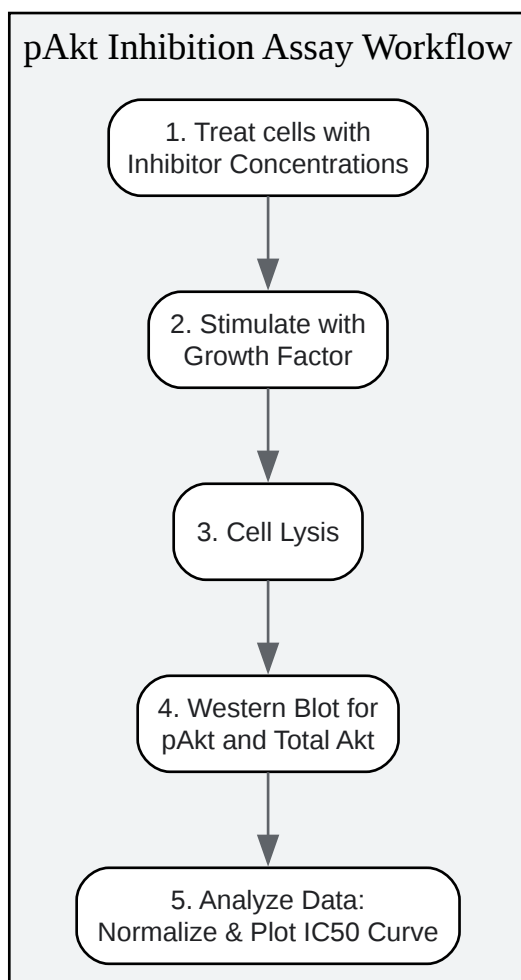 pAkt Inhibition Assay Workflow
1. Treat cells with
Inhibitor Concentrations
2. Stimulate with
Growth Factor
3. Cell Lysis
4. Western Blot for
pAkt and Total Akt
5. Analyze Data:
Normalize & Plot IC50 Curve